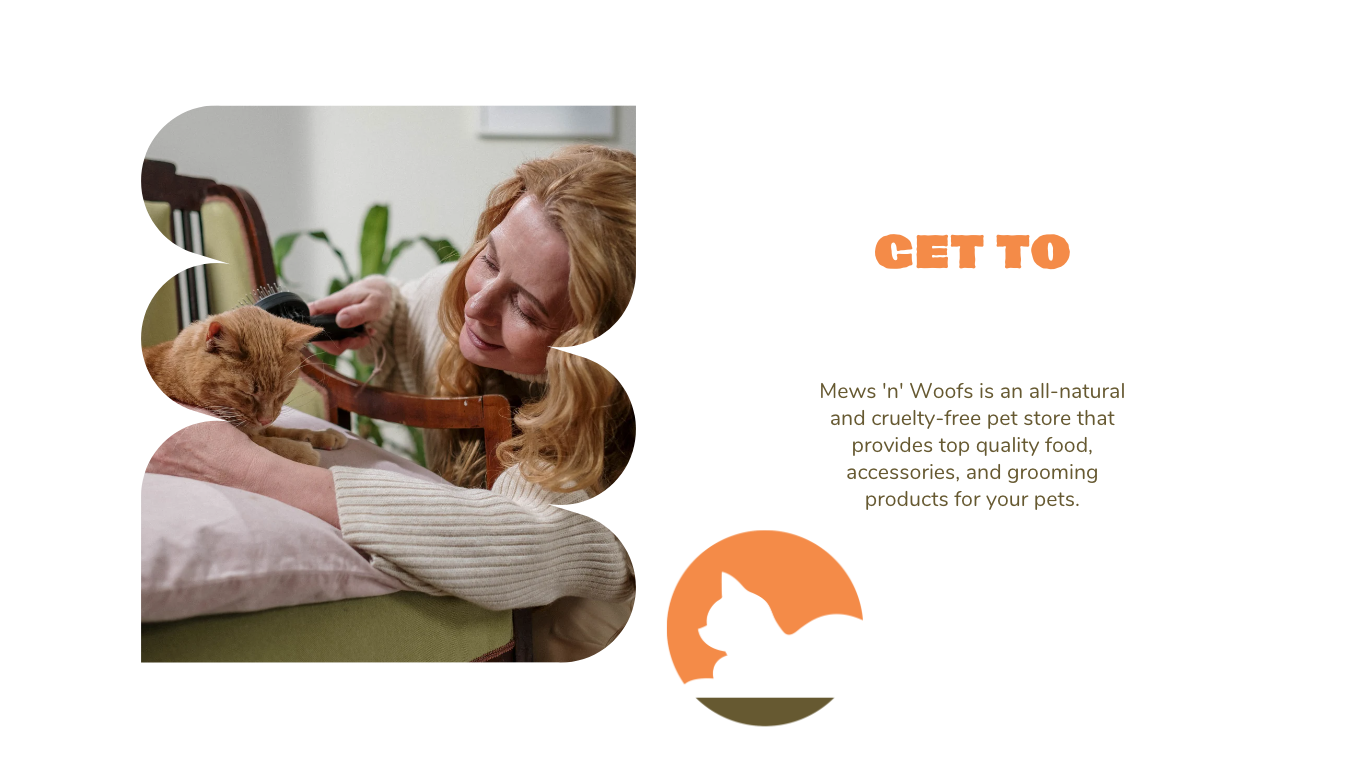 GET TO
Mews 'n' Woofs is an all-natural
and cruelty-free pet store that
provides top quality food,
accessories, and grooming
products for your pets.